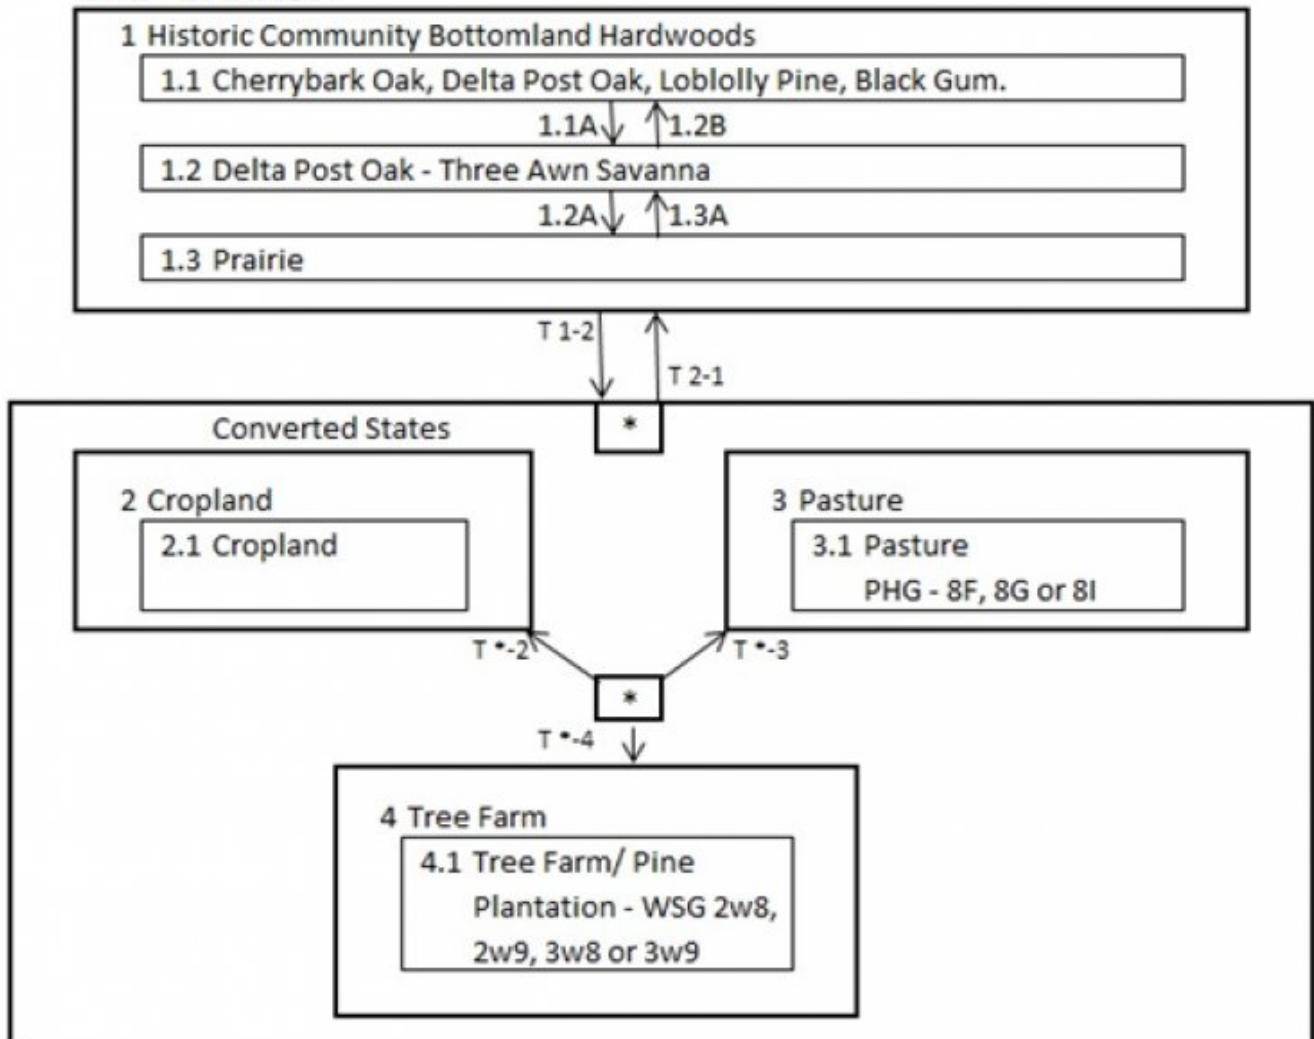 1 Historic Community Bottomland Hardwoods
1.1 Cherrybark Oak, Delta Post Oak, Loblolly Pine, Black Gum.
1.1A 1.2B
1.2 Delta Post Oak - Three Awn Savanna
1.2A 1.3A
1.3 Prairie
T 1-2
T 2-1
Converted States
*
2 Cropland
2.1 Cropland
3 Pasture
3.1 Pasture
PHG - 8F, 8G or 8I
T *-2
T *-3
*
T *-4
4 Tree Farm
4.1 Tree Farm/ Pine
Plantation - WSG 2w8,
2w9, 3w8 or 3w9